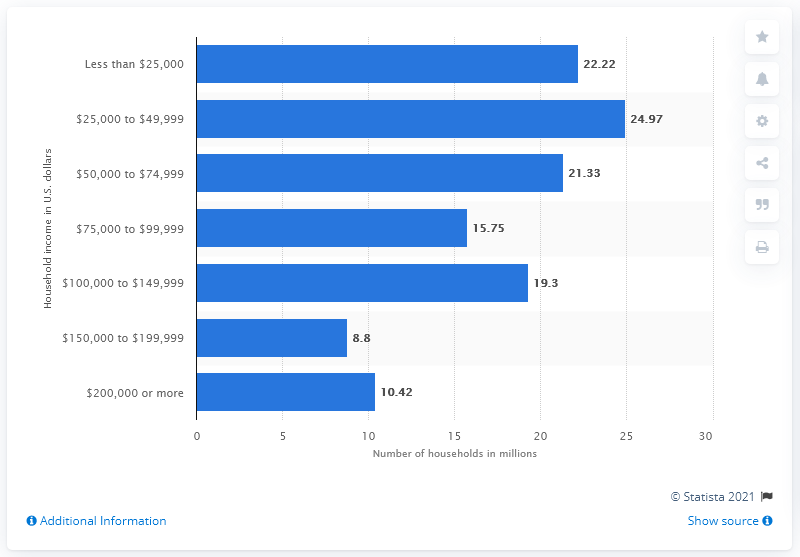 Household income in U.S. dollars
Less than $25,000
22.22
$25,000 to $49,999
24.97
$50,000 to $74,999
21.33
$75,000 to $99,999
15.75
$100,000 to $149,999
19.3
$150,000 to $199,999
8.8
$200,000 or more
10.42
0 5 10 15 20 25 30
Number of households in millions
© Statista 2021
Additional Information
Show source